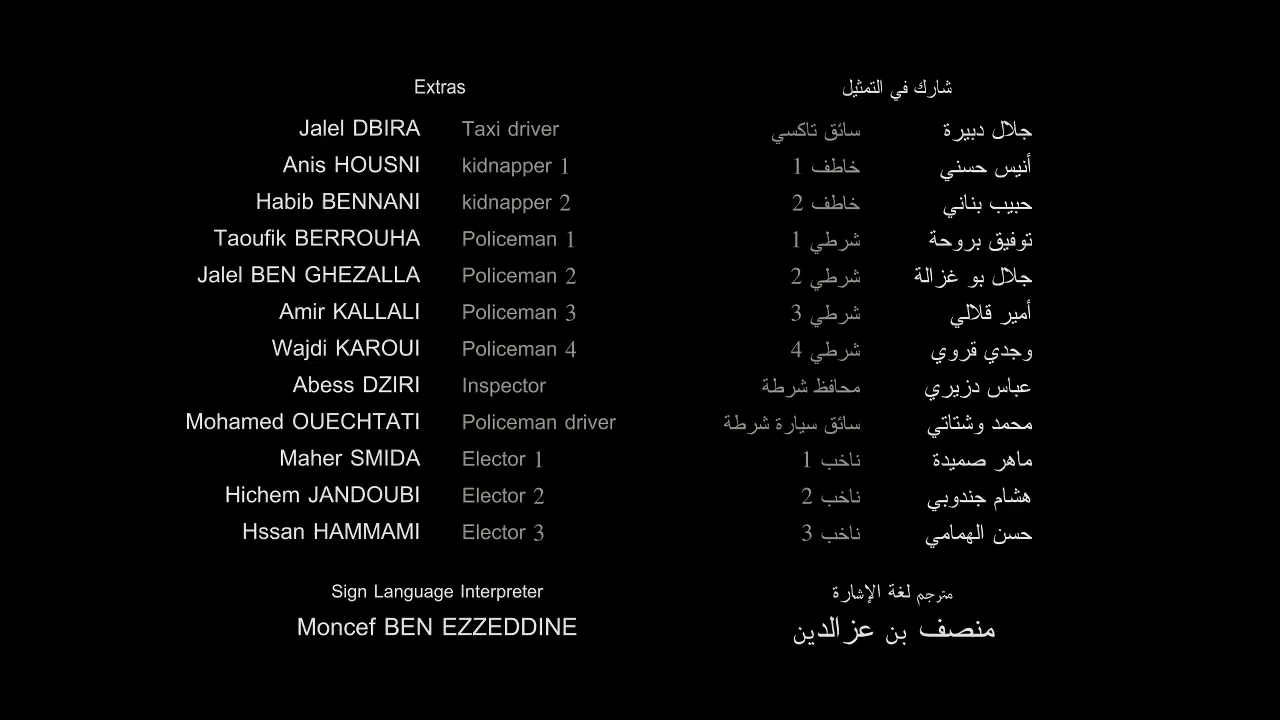 Extras شارك في التمثيل
Jalel DBIRA Taxi driver سائق تاكسي جلال دبيرة
Anis HOUSNI kidnapper 1 خاطف 1 أنيس حسني
Habib BENNANI kidnapper 2 خاطف 2 حبيب بناني
Taoufik BERROUHA Policeman 1 شرطي 1 توفيق بروحة
Jalel BEN GHEZALLA Policeman 2 شرطي 2 جلال بو غزالة
Amir KALLALI Policeman 3 شرطي 3 أمير قلالي
Wajdi KAROUI Policeman 4 شرطي 4 وجدي قروي
Abess DZIRI Inspector محافظ شرطة عباس دزيري
Mohamed OUECHTATI Policeman driver سائق سيارة شرطة محمد وشتاتي
Maher SMIDA Elector 1 ناخب 1 ماهر صميدة
Hichem JANDOUBI Elector 2 ناخب 2 هشام جندوبي
Hssan HAMMAMI Elector 3 ناخب 3 حسن الهمامي
Sign Language Interpreter مترجم لغة الإشارة
Moncef BEN EZZEDDINE منصف بن عزالدين